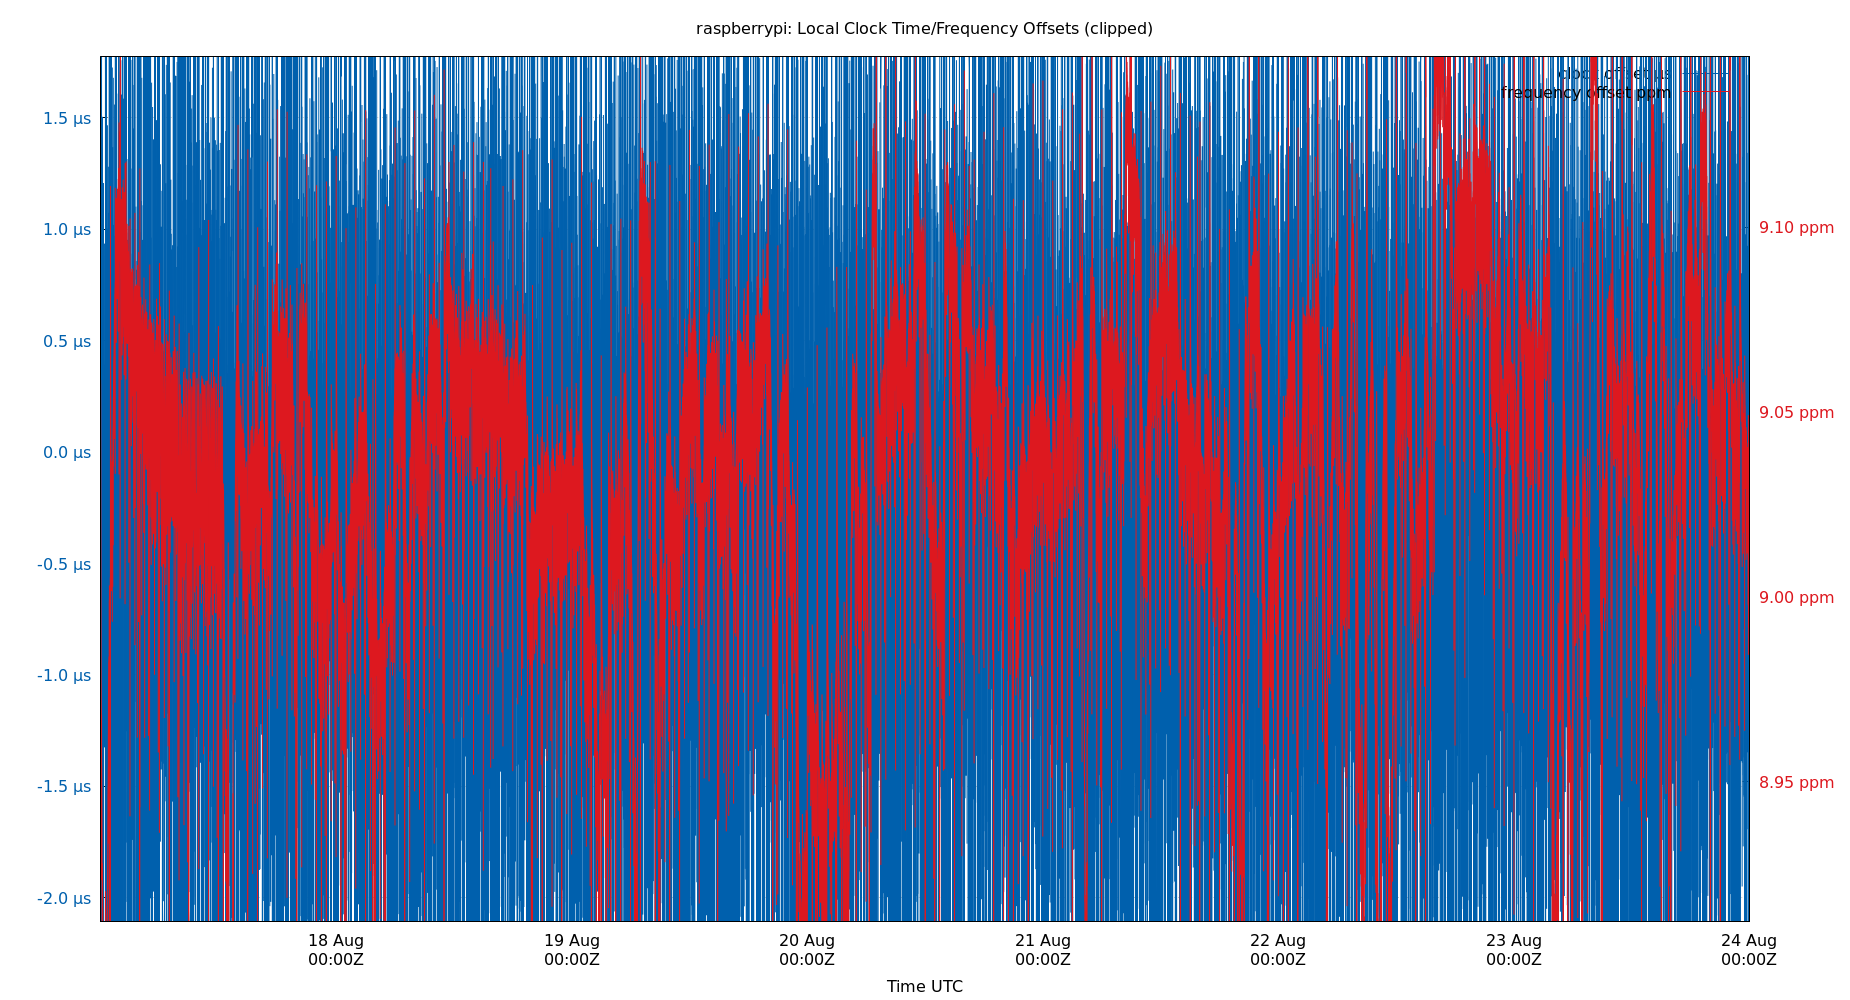 raspberrypi: Local Clock Time/Frequency Offsets (clipped)
clock offset µs
frequency offset ppm
1.5 µs
1.0 µs
0.5 µs
0.0 µs
-0.5 µs
-1.0 µs
-1.5 µs
-2.0 µs
9.10 ppm
9.05 ppm
9.00 ppm
8.95 ppm
18 Aug
00:00Z
19 Aug
00:00Z
20 Aug
00:00Z
21 Aug
00:00Z
22 Aug
00:00Z
23 Aug
00:00Z
24 Aug
00:00Z
Time UTC